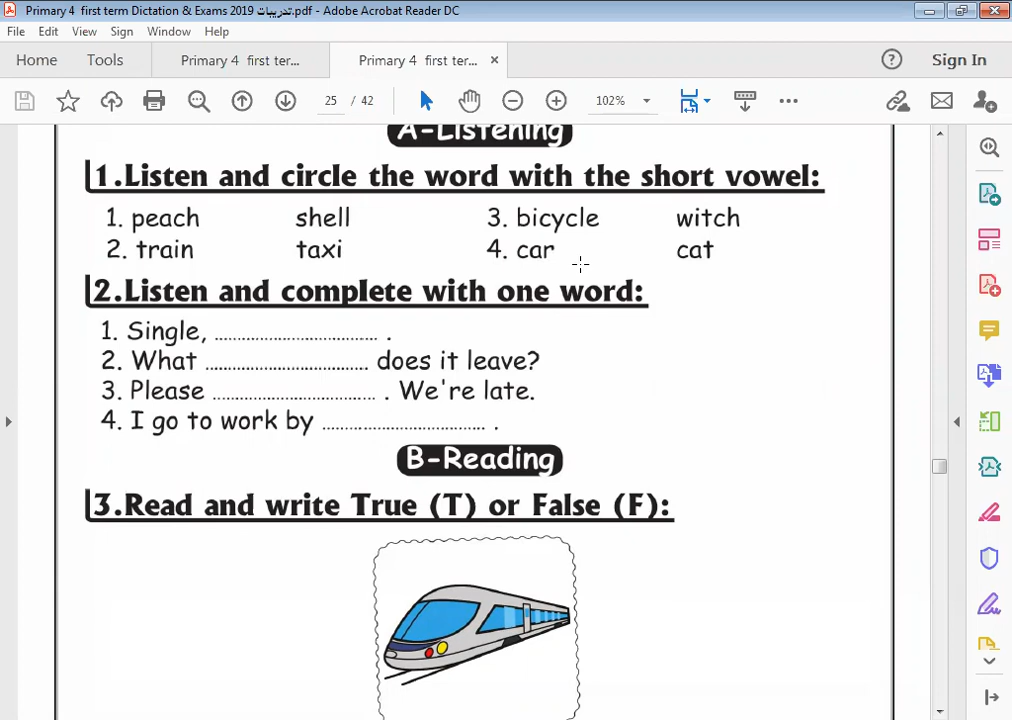 Primary 4 first term Dictation & Exams 2019 تدريبات.pdf - Adobe Acrobat Reader DC
File Edit View Sign Window Help
Home Tools Primary 4 first ter... Primary 4 first ter... × ? Sign In
25 / 42 102%
A-Listening
1.Listen and circle the word with the short vowel:
1. peach shell 3. bicycle witch
2. train taxi 4. car cat
2.Listen and complete with one word:
1. Single, .................................. .
2. What .................................. does it leave?
3. Please .................................. . We're late.
4. I go to work by .................................. .
B-Reading
3.Read and write True (T) or False (F):